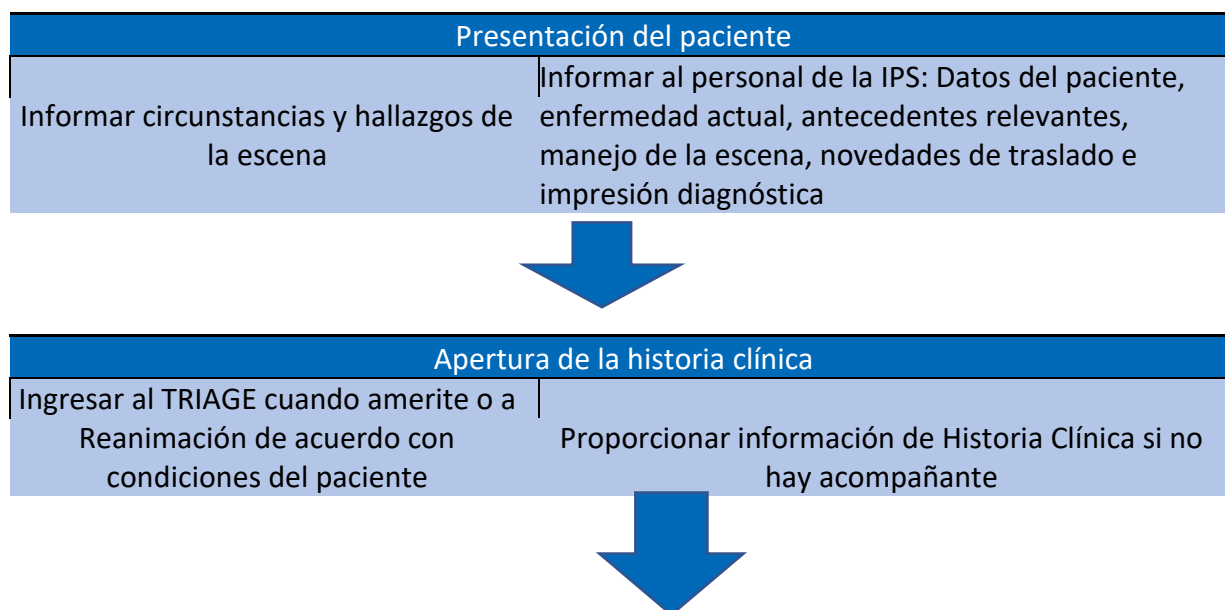 Presentación del paciente
Informar circunstancias y hallazgos de
la escena
Informar al personal de la IPS: Datos del paciente,
enfermedad actual, antecedentes relevantes,
manejo de la escena, novedades de traslado e
impresión diagnóstica
Apertura de la historia clínica
Ingresar al TRIAGE cuando amerite o a
Reanimación de acuerdo con
condiciones del paciente
Proporcionar información de Historia Clínica si no
hay acompañante